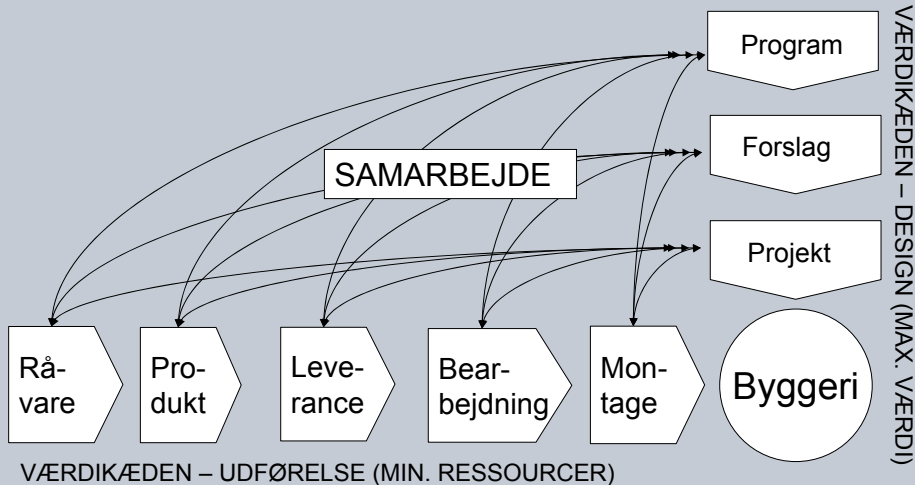 Program
Forslag
SAMARBEJDE
Projekt
Rå-
vare
Pro-
dukt
Leve-
rance
Bear-
bejdning
Mon-
tage
Byggeri
VÆRDIKÆDEN – UDFØRELSE (MIN. RESSOURCER)
VÆRDIKÆDEN – DESIGN (MAX. VÆRDI)